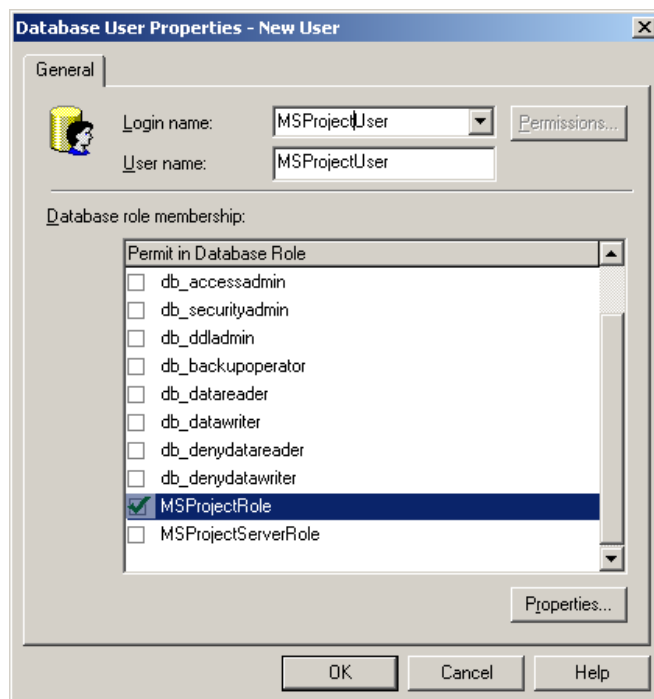 Database User Properties - New User
General
Login name: MSProjectUser Permissions...
User name: MSProjectUser
Database role membership:
Permit in Database Role
db_accessadmin
db_securityadmin
db_ddladmin
db_backupoperator
db_datareader
db_datawriter
db_denydatareader
db_denydatawriter
MSProjectRole
MSProjectServerRole
Properties...
OK Cancel Help